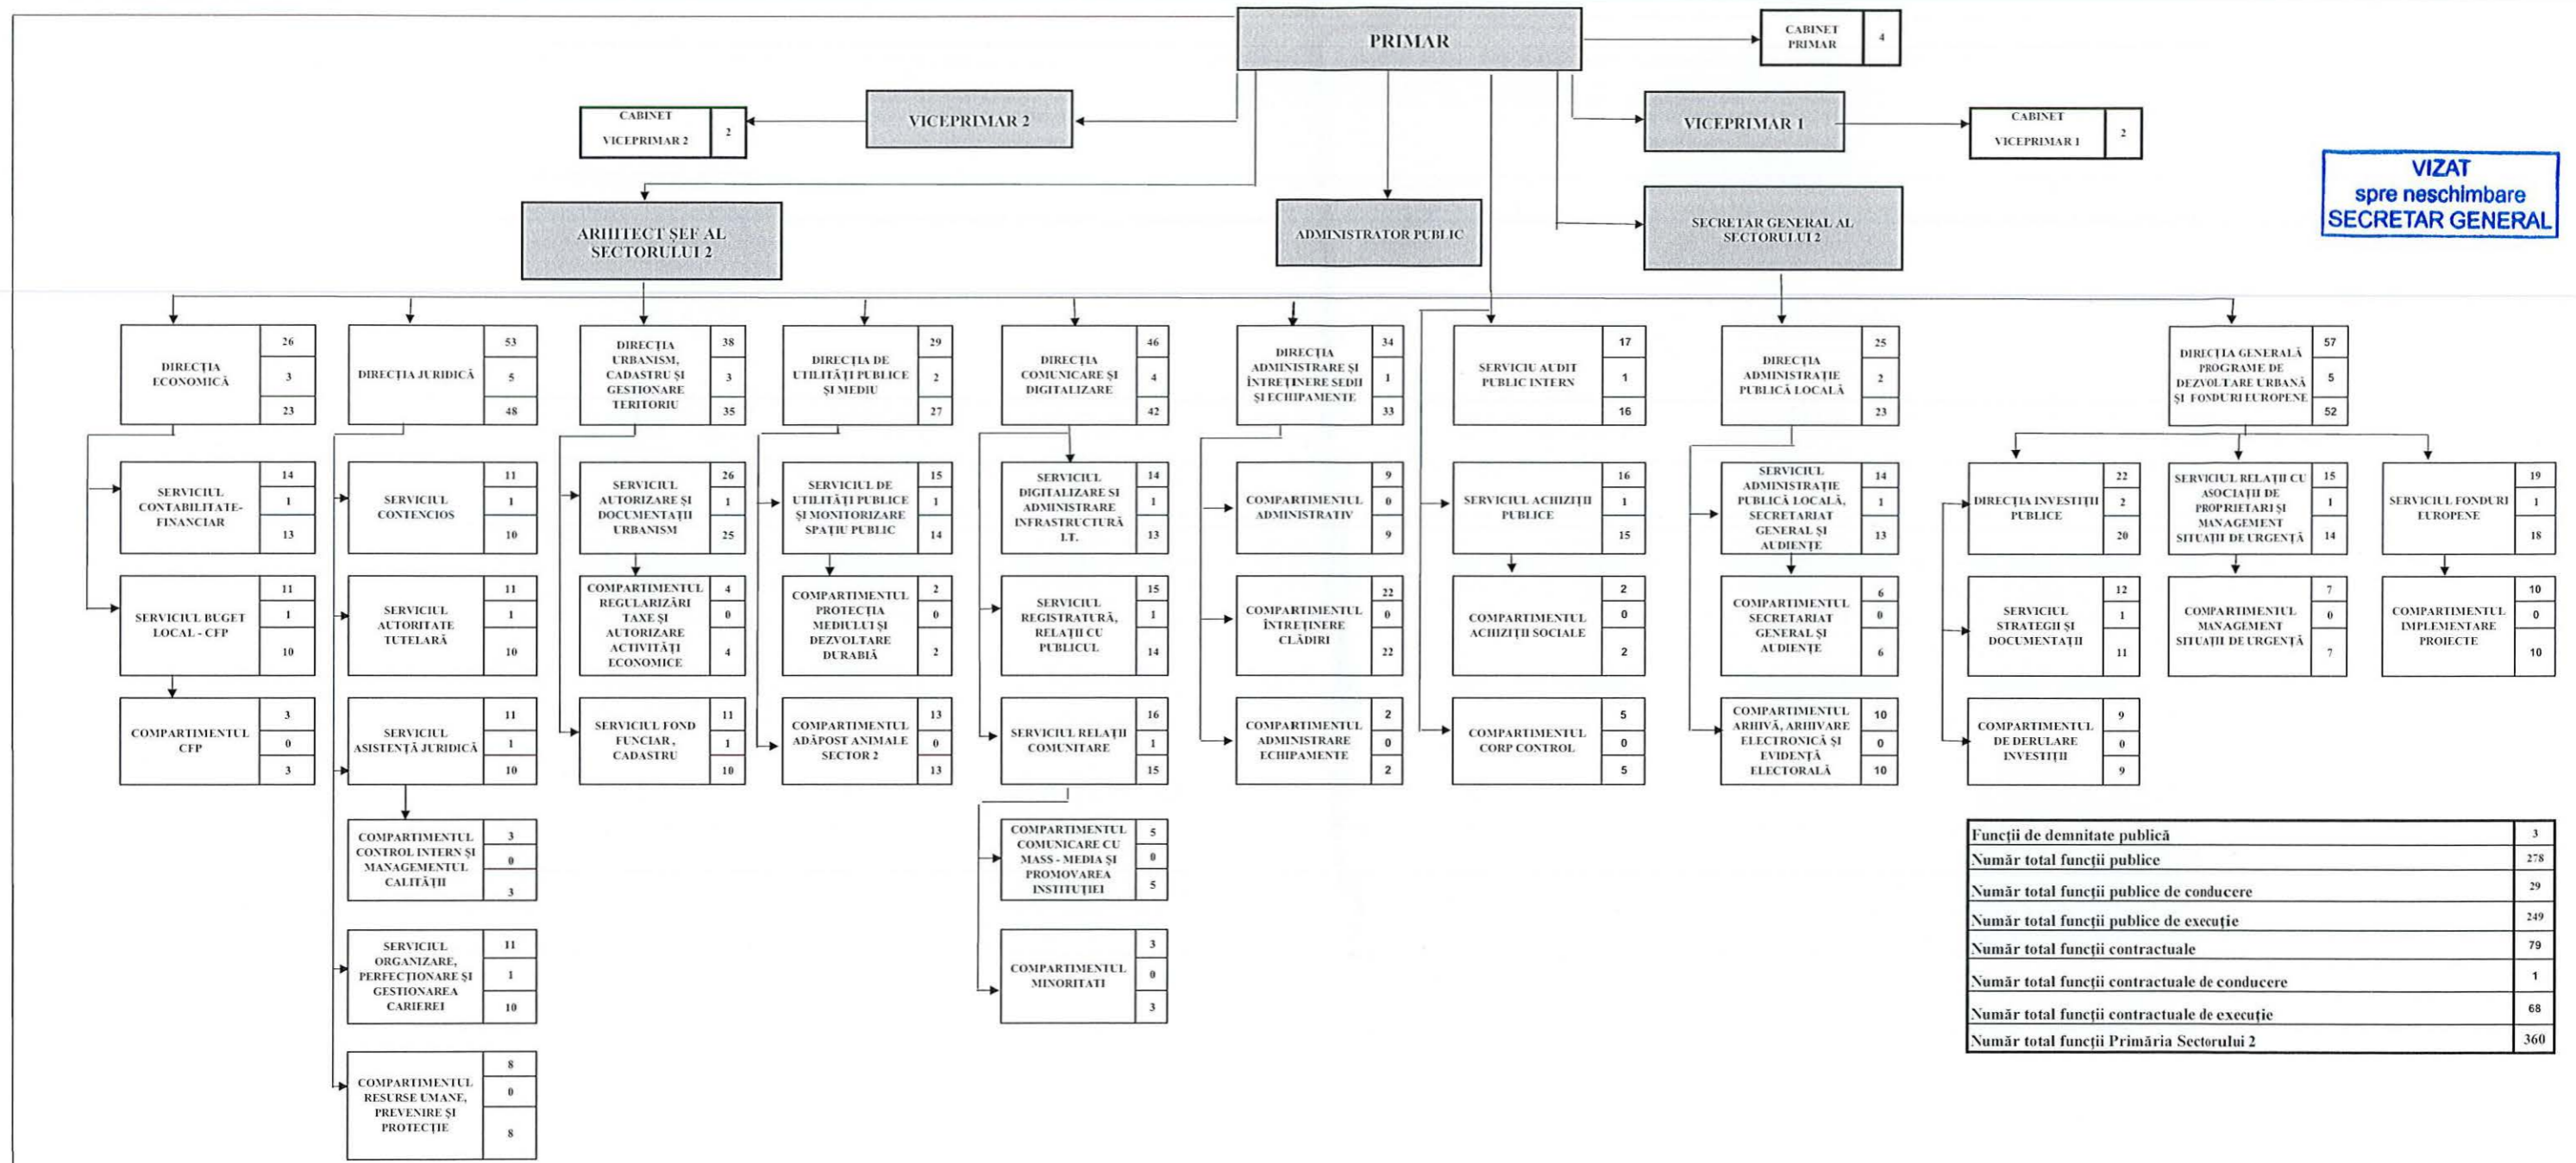 PRIMAR
CABINET
PRIMAR
4
CABINET
VICEPRIMAR 2
2
VICEPRIMAR 2
VICEPRIMAR 1
CABINET
VICEPRIMAR 1
2
VIZAT
spre neschimbare
SECRETAR GENERAL
ARHITECT ȘEF AL
SECTORULUI 2
ADMINISTRATOR PUBLIC
SECRETAR GENERAL AL
SECTORULUI 2
DIRECȚIA
ECONOMICĂ
26
3
23
DIRECȚIA JURIDICĂ
53
5
48
DIRECȚIA
URBANISM,
CADASTRU ȘI
GESTIONARE
TERITORIU
38
3
35
DIRECȚIA DE
UTILITĂȚI PUBLICE
ȘI MEDIU
29
2
27
DIRECȚIA
COMUNICARE ȘI
DIGITALIZARE
46
4
42
DIRECȚIA
ADMINISTRARE ȘI
ÎNTREȚINERE SEDII
ȘI ECHIPAMENTE
34
1
33
SERVICIU AUDIT
PUBLIC INTERN
17
1
16
DIRECȚIA
ADMINISTRAȚIE
PUBLICĂ LOCALĂ
25
2
23
DIRECȚIA GENERALĂ
PROGRAME DE
DEZVOLTARE URBANĂ
ȘI FONDURI EUROPENE
57
5
52
SERVICIUL
CONTABILITATE-
FINANCIAR
14
1
13
SERVICIUL
CONTENCIOS
11
1
10
SERVICIUL
AUTORIZARE ȘI
DOCUMENTAȚII
URBANISM
26
1
25
SERVICIUL DE
UTILITĂȚI PUBLICE
ȘI MONITORIZARE
SPAȚIU PUBLIC
15
1
14
SERVICIUL
DIGITALIZARE SI
ADMINISTRARE
INFRASTRUCTURĂ
I.T.
14
1
13
COMPARTIMENTUL
ADMINISTRATIV
9
0
9
SERVICIUL ACHIZIȚII
PUBLICE
16
1
15
SERVICIUL
ADMINISTRAȚIE
PUBLICĂ LOCALĂ,
SECRETARIAT
GENERAL ȘI
AUDIENȚE
14
1
13
DIRECȚIA INVESTIȚII
PUBLICE
22
2
20
SERVICIUL RELAȚII CU
ASOCIAȚII DE
PROPRIETARI ȘI
MANAGEMENT
SITUAȚII DE URGENȚĂ
15
1
14
SERVICIUL FONDURI
EUROPENE
19
1
18
SERVICIUL BUGET
LOCAL - CFP
11
1
10
SERVICIUL
AUTORITATE
TUTELARĂ
11
1
10
COMPARTIMENTUL
REGULARIZĂRI
TAXE ȘI
AUTORIZARE
ACTIVITĂȚI
ECONOMICE
4
0
4
COMPARTIMENTUL
PROTECȚIA
MEDIULUI ȘI
DEZVOLTARE
DURABIĂ
2
0
2
SERVICIUL
REGISTRATURĂ,
RELAȚII CU
PUBLICUL
15
1
14
COMPARTIMENTUL
ÎNTREȚINERE
CLĂDIRI
22
0
22
COMPARTIMENTUL
ACHIZIȚII SOCIALE
2
0
2
COMPARTIMENTUL
SECRETARIAT
GENERAL ȘI
AUDIENȚE
6
0
6
SERVICIUL
STRATEGII ȘI
DOCUMENTAȚII
12
1
11
COMPARTIMENTUL
MANAGEMENT
SITUAȚII DE URGENȚĂ
7
0
7
COMPARTIMENTUL
IMPLEMENTARE
PROIECTE
10
0
10
COMPARTIMENTUL
CFP
3
0
3
SERVICIUL
ASISTENȚĂ JURIDICĂ
11
1
10
SERVICIUL FOND
FUNCIAR,
CADASTRU
11
1
10
COMPARTIMENTUL
ADĂPOST ANIMALE
SECTOR 2
13
0
13
SERVICIUL RELAȚII
COMUNITARE
16
1
15
COMPARTIMENTUL
ADMINISTRARE
ECHIPAMENTE
2
0
2
COMPARTIMENTUL
CORP CONTROL
5
0
5
COMPARTIMENTUL
ARHIVĂ, ARHIVARE
ELECTRONICĂ ȘI
EVIDENȚĂ
ELECTORALĂ
10
0
10
COMPARTIMENTUL
DE DERULARE
INVESTIȚII
9
0
9
COMPARTIMENTUL
CONTROL INTERN ȘI
MANAGEMENTUL
CALITĂȚII
3
0
3
COMPARTIMENTUL
COMUNICARE CU
MASS - MEDIA ȘI
PROMOVAREA
INSTITUȚIEI
5
0
5
SERVICIUL
ORGANIZARE,
PERFECȚIONARE ȘI
GESTIONAREA
CARIEREI
11
1
10
COMPARTIMENTUL
MINORITATI
3
0
3
COMPARTIMENTUL
RESURSE UMANE,
PREVENIRE ȘI
PROTECȚIE
8
0
8
Funcții de demnitate publică 3
Număr total funcții publice 278
Număr total funcții publice de conducere 29
Număr total funcții publice de execuție 249
Număr total funcții contractuale 79
Număr total funcții contractuale de conducere 1
Număr total funcții contractuale de execuție 68
Număr total funcții Primăria Sectorului 2 360